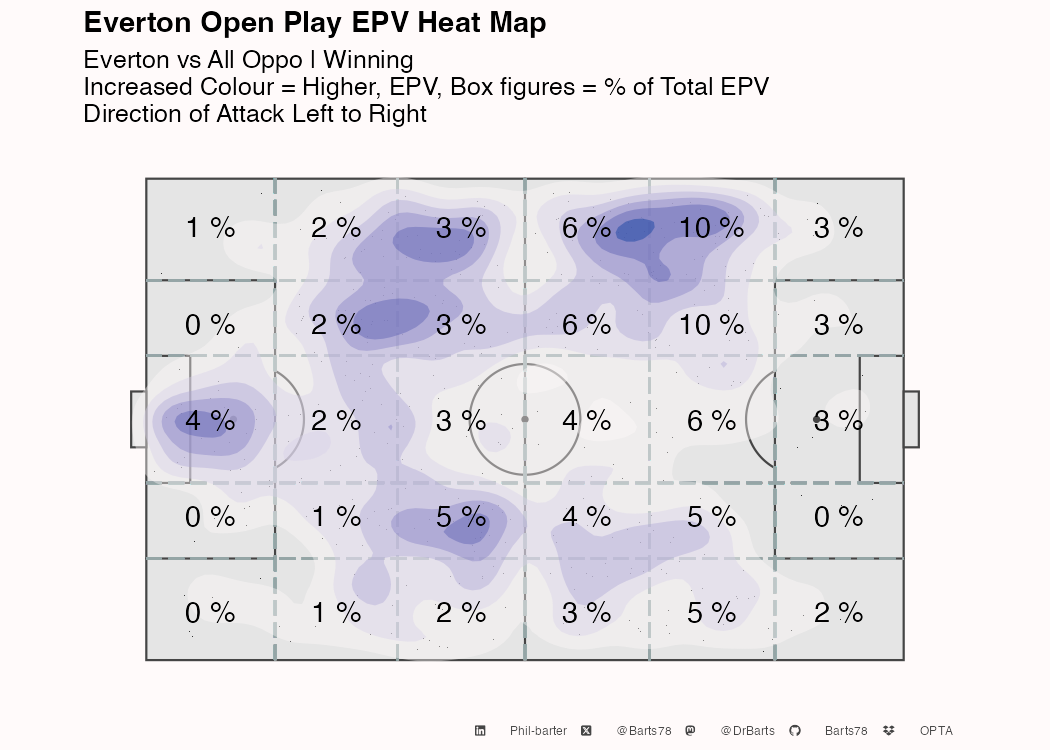 Everton Open Play EPV Heat Map
Everton vs All Oppo | Winning
Increased Colour = Higher, EPV, Box figures = % of Total EPV
Direction of Attack Left to Right
1 % 2 % 3 % 6 % 10 % 3 %
0 % 2 % 3 % 6 % 10 % 3 %
4 % 2 % 3 % 4 % 6 % 8 %
0 % 1 % 5 % 4 % 5 % 0 %
0 % 1 % 2 % 3 % 5 % 2 %
Phil-barter @Barts78 @DrBarts Barts78 OPTA